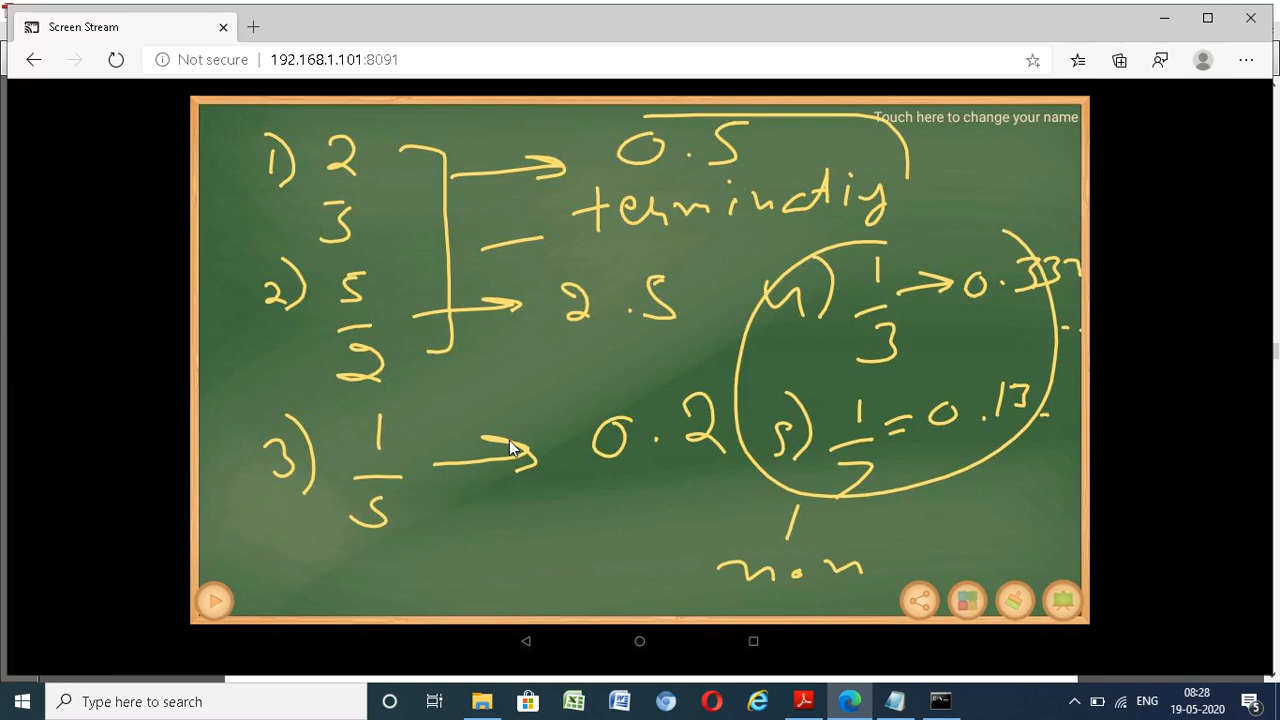 Screen Stream
Not secure
192.168.1.101:8091
Touch here to change your name
1) 2
3
→ 0.5
terminatig
2) 5
2
→ 2.5
3) 1
5
→ 0.2
1
3
→ 0.33
5) 1
7
= 0.13
non
Type here to search
ENG
08:28
19-05-2020
5